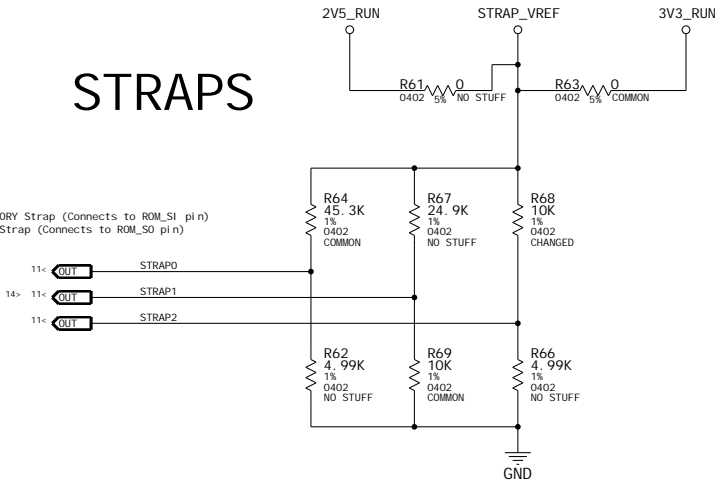 2V5_RUN
STRAP_VREF
3V3_RUN
STRAPS
R61
0
0402
5%
NO STUFF
R63
0
0402
5%
COMMON
R64
45.3K
1%
0402
COMMON
R67
24.9K
1%
0402
NO STUFF
R68
10K
1%
0402
CHANGED
ORY Strap (Connects to ROM_SI pin)
Strap (Connects to ROM_SO pin)
11< OUT STRAP0
14> 11< OUT STRAP1
11< OUT STRAP2
R62
4.99K
1%
0402
NO STUFF
R69
10K
1%
0402
COMMON
R66
4.99K
1%
0402
NO STUFF
GND